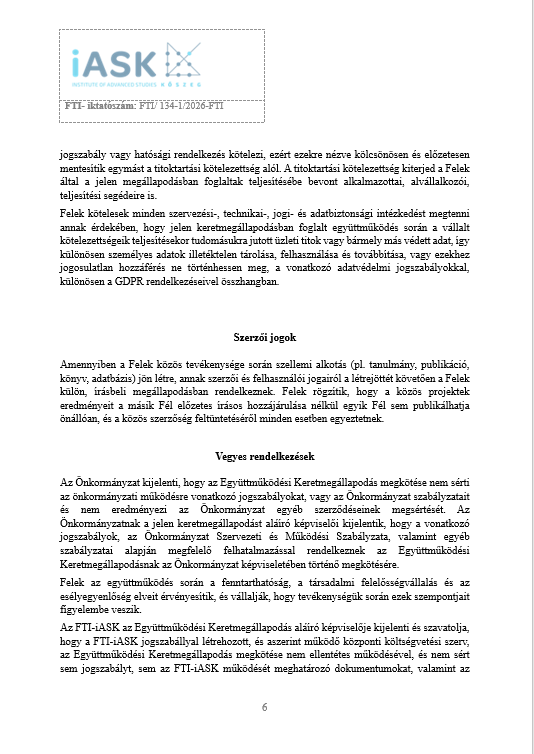 iASK
INSTITUTE OF ADVANCED STUDIES KŐSZEG
FTI- iktatószám: FTI/ 134-1/2026-FTI
jogszabály vagy hatósági rendelkezés kötelezi, ezért ezekre nézve kölcsönösen és előzetesen
mentesítik egymást a titoktartási kötelezettség alól. A titoktartási kötelezettség kiterjed a Felek
által a jelen megállapodásban foglaltak teljesítésébe bevont alkalmazottai, alvállalkozói,
teljesítési segédeire is.
Felek kötelesek minden szervezési-, technikai-, jogi- és adatbiztonsági intézkedést megtenni
annak érdekében, hogy jelen keretmegállapodásban foglalt együttműködés során a vállalt
kötelezettségeik teljesítésekor tudomásukra jutott üzleti titok vagy bármely más védett adat, így
különösen személyes adatok illetéktelen tárolása, felhasználása és továbbítása, vagy ezekhez
jogosulatlan hozzáférés ne történhessen meg, a vonatkozó adatvédelmi jogszabályokkal,
különösen a GDPR rendelkezéseivel összhangban.
Szerzői jogok
Amennyiben a Felek közös tevékenysége során szellemi alkotás (pl. tanulmány, publikáció,
könyv, adatbázis) jön létre, annak szerzői és felhasználói jogairól a létrejöttét követően a Felek
külön, írásbeli megállapodásban rendelkeznek. Felek rögzítik, hogy a közös projektek
eredményeit a másik Fél előzetes írásos hozzájárulása nélkül egyik Fél sem publikálhatja
önállóan, és a közös szerzőség feltüntetéséről minden esetben egyeztetnek.
Vegyes rendelkezések
Az Önkormányzat kijelenti, hogy az Együttműködési Keretmegállapodás megkötése nem sérti
az önkormányzati működésre vonatkozó jogszabályokat, vagy az Önkormányzat szabályzatait
és nem eredményezi az Önkormányzat egyéb szerződéseinek megsértését. Az
Önkormányzatnak a jelen keretmegállapodást aláíró képviselői kijelentik, hogy a vonatkozó
jogszabályok, az Önkormányzat Szervezeti és Működési Szabályzata, valamint egyéb
szabályzatai alapján megfelelő felhatalmazással rendelkeznek az Együttműködési
Keretmegállapodásnak az Önkormányzat képviseletében történő megkötésére.
Felek az együttműködés során a fenntarthatóság, a társadalmi felelősségvállalás és az
esélyegyenlőség elveit érvényesítik, és vállalják, hogy tevékenységük során ezek szempontjait
figyelembe veszik.
Az FTI-iASK az Együttműködési Keretmegállapodás aláíró képviselője kijelenti és szavatolja,
hogy a FTI-iASK jogszabállyal létrehozott, és aszerint működő központi költségvetési szerv,
az Együttműködési Keretmegállapodás megkötése nem ellentétes működésével, és nem sért
sem jogszabályt, sem az FTI-iASK működését meghatározó dokumentumokat, valamint az
6